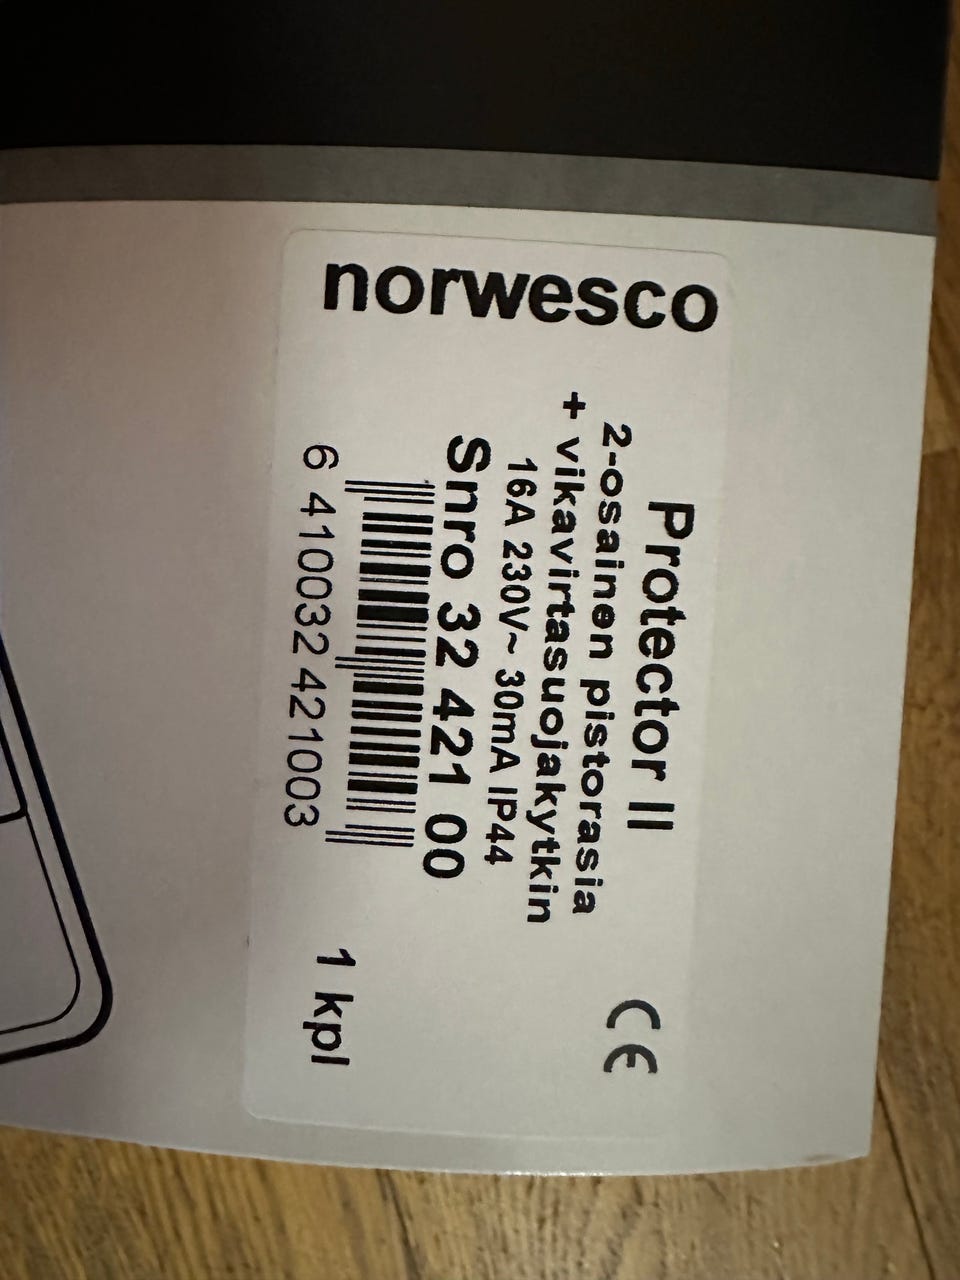 norwesco
Protector II
2-osainen pistorasia
+ vikavirtasuojakytkin
16A 230V~ 30mA IP44
Snro 32 421 00
6 410032 421003
1 kpl
CE